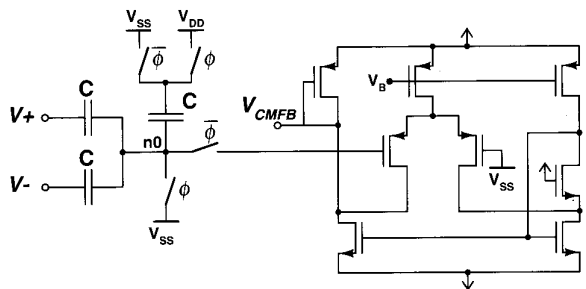 V_SS V_DD
φ̅ φ
C
V+ C
n0 φ̅
V- C
φ
V_SS
V_CMFB
V_B
V_SS